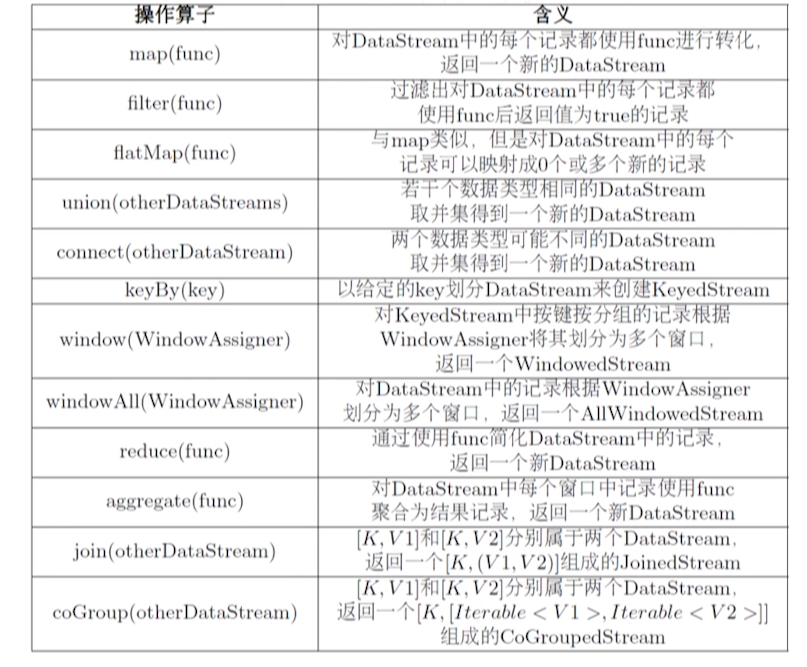 操作算子 含义
map(func) 对DataStream中的每个记录都使用func进行转化，
返回一个新的DataStream
filter(func) 过滤出对DataStream中的每个记录都
使用func后返回值为true的记录
flatMap(func) 与map类似，但是对DataStream中的每个
记录可以映射成0个或多个新的记录
union(otherDataStreams) 若干个数据类型相同的DataStream
取并集得到一个新的DataStream
connect(otherDataStream) 两个数据类型可能不同的DataStream
取并集得到一个新的DataStream
keyBy(key) 以给定的key划分DataStream来创建KeyedStream
window(WindowAssigner) 对KeyedStream中按键按分组的记录根据
WindowAssigner将其划分为多个窗口，
返回一个WindowedStream
windowAll(WindowAssigner) 对DataStream中的记录根据WindowAssigner
划分为多个窗口，返回一个AllWindowedStream
reduce(func) 通过使用func简化DataStream中的记录，
返回一个新DataStream
aggregate(func) 对DataStream中每个窗口中记录使用func
聚合为结果记录，返回一个新DataStream
join(otherDataStream) [K, V1]和[K, V2]分别属于两个DataStream，
返回一个[K, (V1, V2)]组成的JoinedStream
coGroup(otherDataStream) [K, V1]和[K, V2]分别属于两个DataStream，
返回一个[K, [Iterable < V1 >, Iterable < V2 >]]
组成的CoGroupedStream